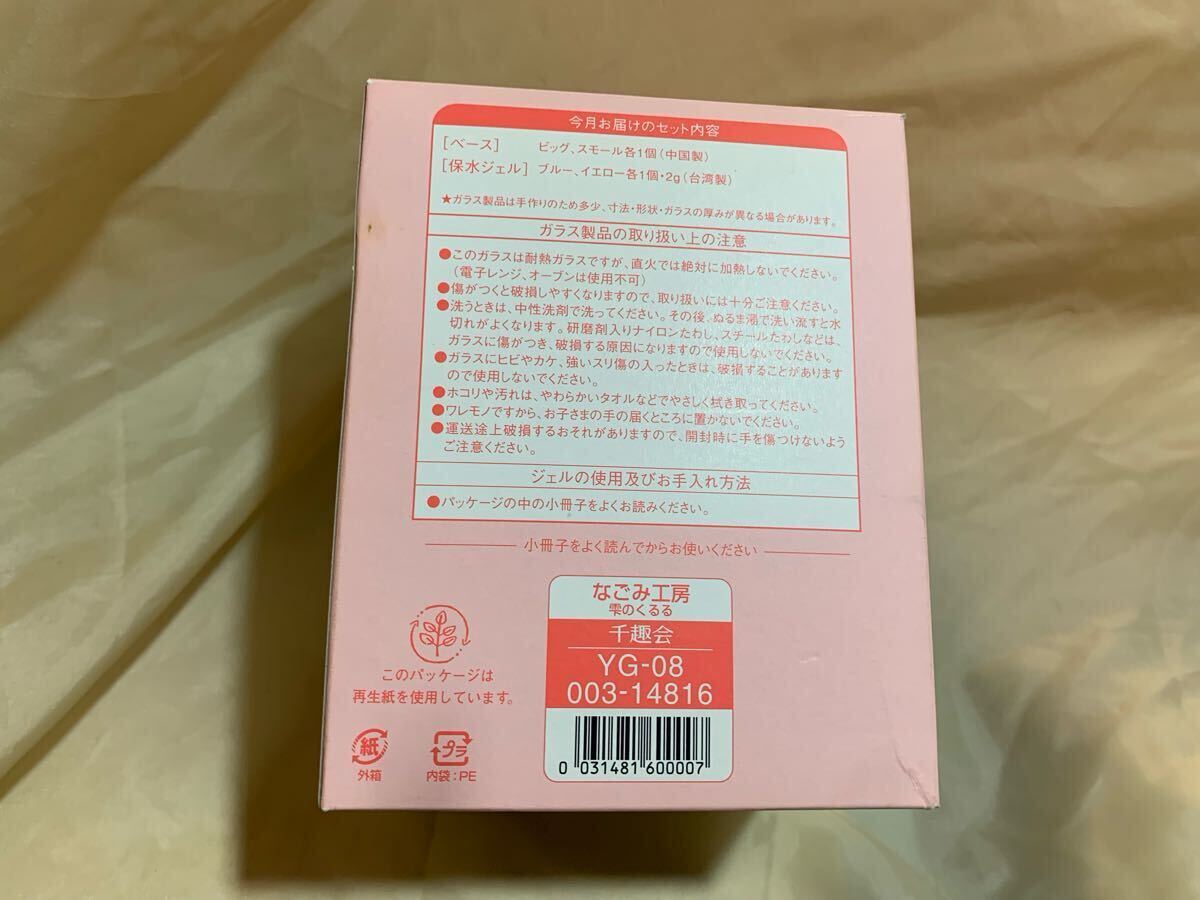 今月お届けのセット内容
[ベース] ビッグ、スモール各1個(中国製)
[保水ジェル] ブルー、イエロー各1個・2g(台湾製)
★ガラス製品は手作りのため多少、寸法・形状・ガラスの厚みが異なる場合があります。
ガラス製品の取り扱い上の注意
●このガラスは耐熱ガラスですが、直火では絶対に加熱しないでください。
(電子レンジ、オーブンは使用不可)
●傷がつくと破損しやすくなりますので、取り扱いには十分ご注意ください。
●洗うときは、中性洗剤で洗ってください。その後、ぬるま湯で洗い流すと水
切れがよくなります。研磨剤入りナイロンたわし、スチールたわしなどは、
ガラスに傷がつき、破損する原因になりますので使用しないでください。
●ガラスにヒビやカケ、強いスリ傷の入ったときは、破損することがあります
ので使用しないでください。
●ホコリや汚れは、やわらかいタオルなどでやさしく拭き取ってください。
●ワレモノですから、お子さまの手の届くところに置かないでください。
●運送途上破損するおそれがありますので、開封時に手を傷つけないよう
ご注意ください。
ジェルの使用及びお手入れ方法
●パッケージの中の小冊子をよくお読みください。
小冊子をよく読んでからお使いください
なごみ工房
雫のくるる
千趣会
YG-08
003-14816
0 031481 600007
このパッケージは
再生紙を使用しています。
紙
外箱
プラ
内袋:PE